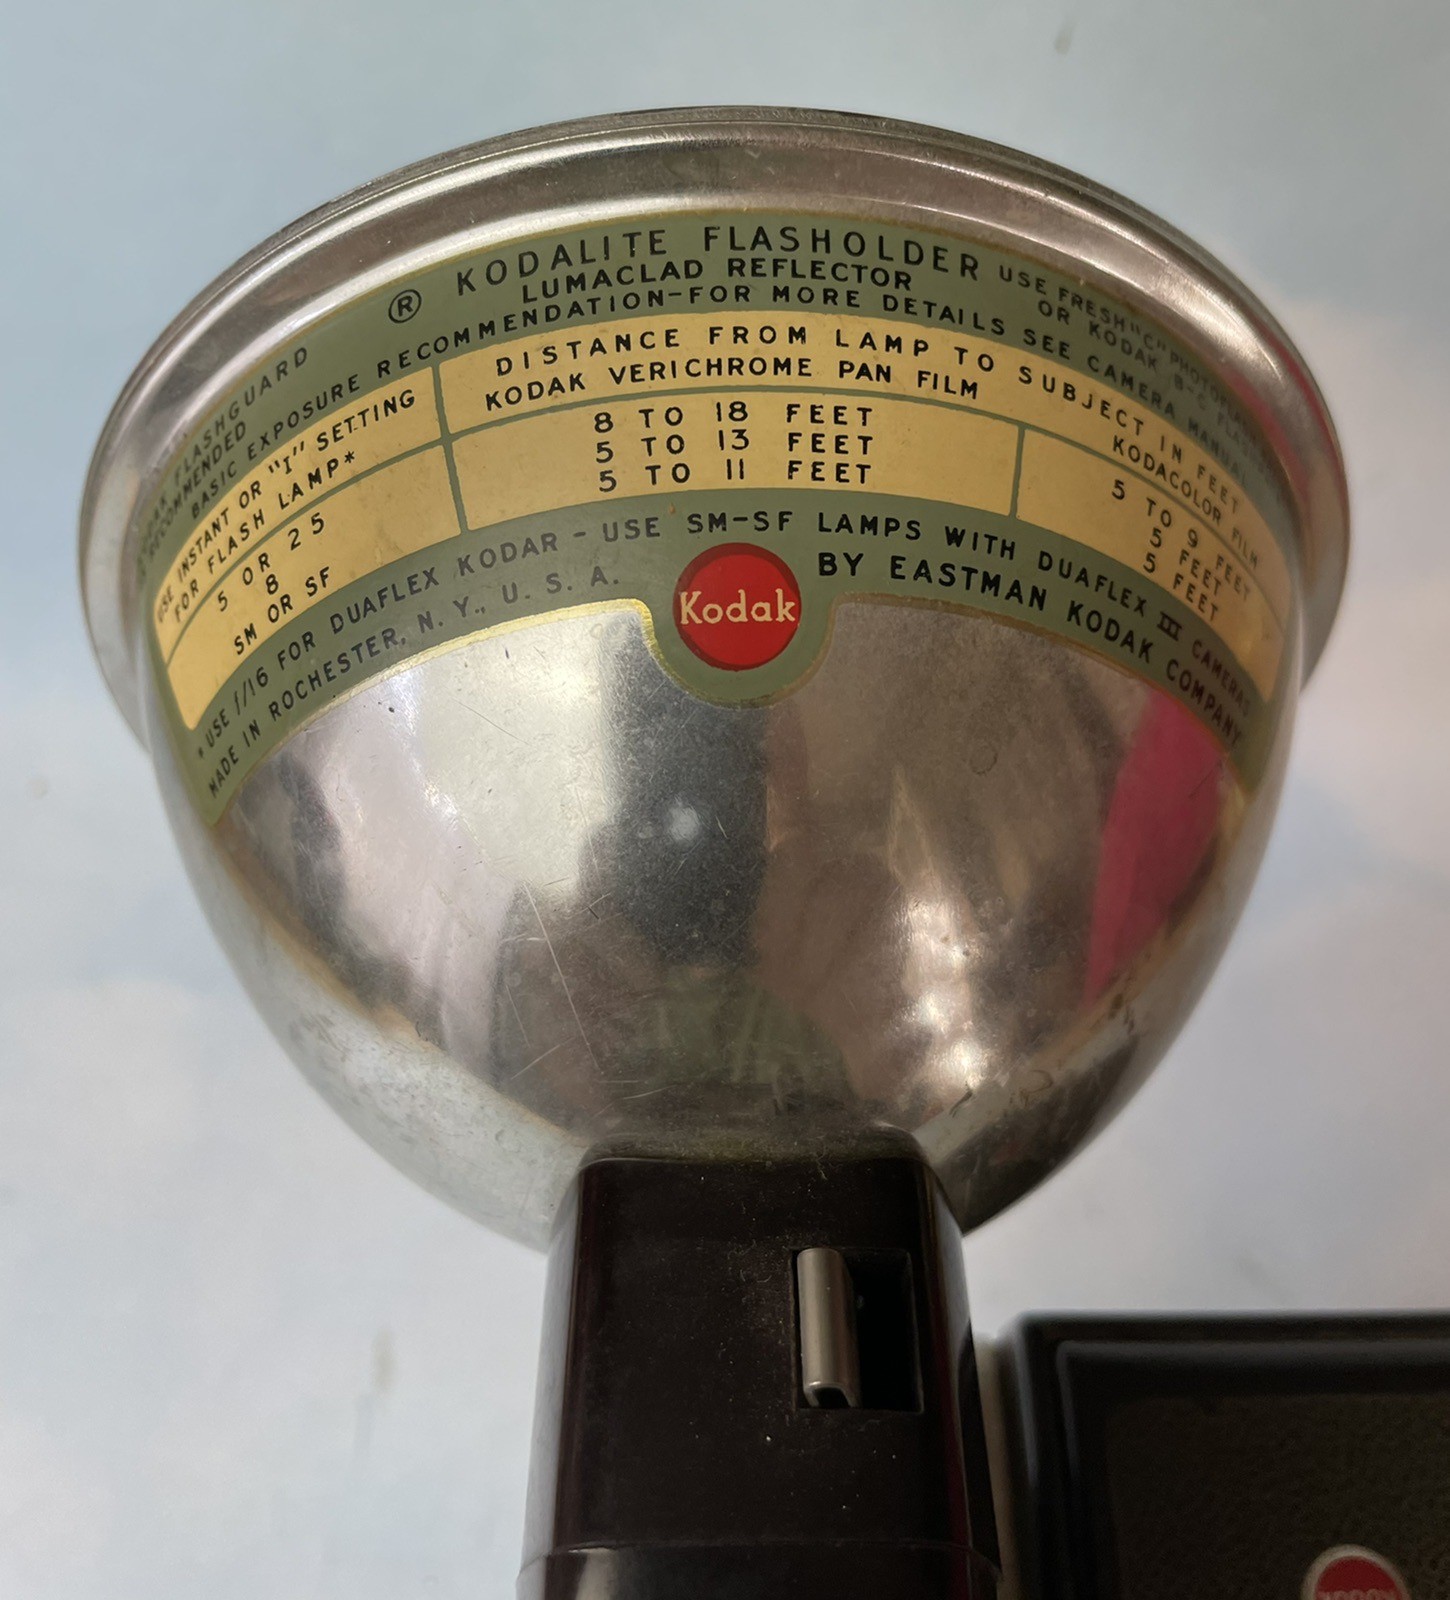 ® KODALITE FLASHOLDER
LUMACLAD REFLECTOR
FLASHGUARD
RECOMMENDED
USE FRESH "C"
OR KODAK B-C
BASIC EXPOSURE RECOMMENDATION-FOR MORE DETAILS SEE CAMERA MANUAL
USE INSTANT OR "I" SETTING
FOR FLASH LAMP*
DISTANCE FROM LAMP TO SUBJECT IN FEET
KODAK VERICHROME PAN FILM
KODACOLOR FILM
5 OR 25 8 TO 18 FEET 5 TO 9 FEET
8 5 TO 13 FEET 5 FEET
SM OR SF 5 TO 11 FEET 5 FEET
*USE f/16 FOR DUAFLEX KODAR - USE SM-SF LAMPS WITH DUAFLEX III CAMERAS
MADE IN ROCHESTER, N. Y., U. S. A.
Kodak
BY EASTMAN KODAK COMPANY